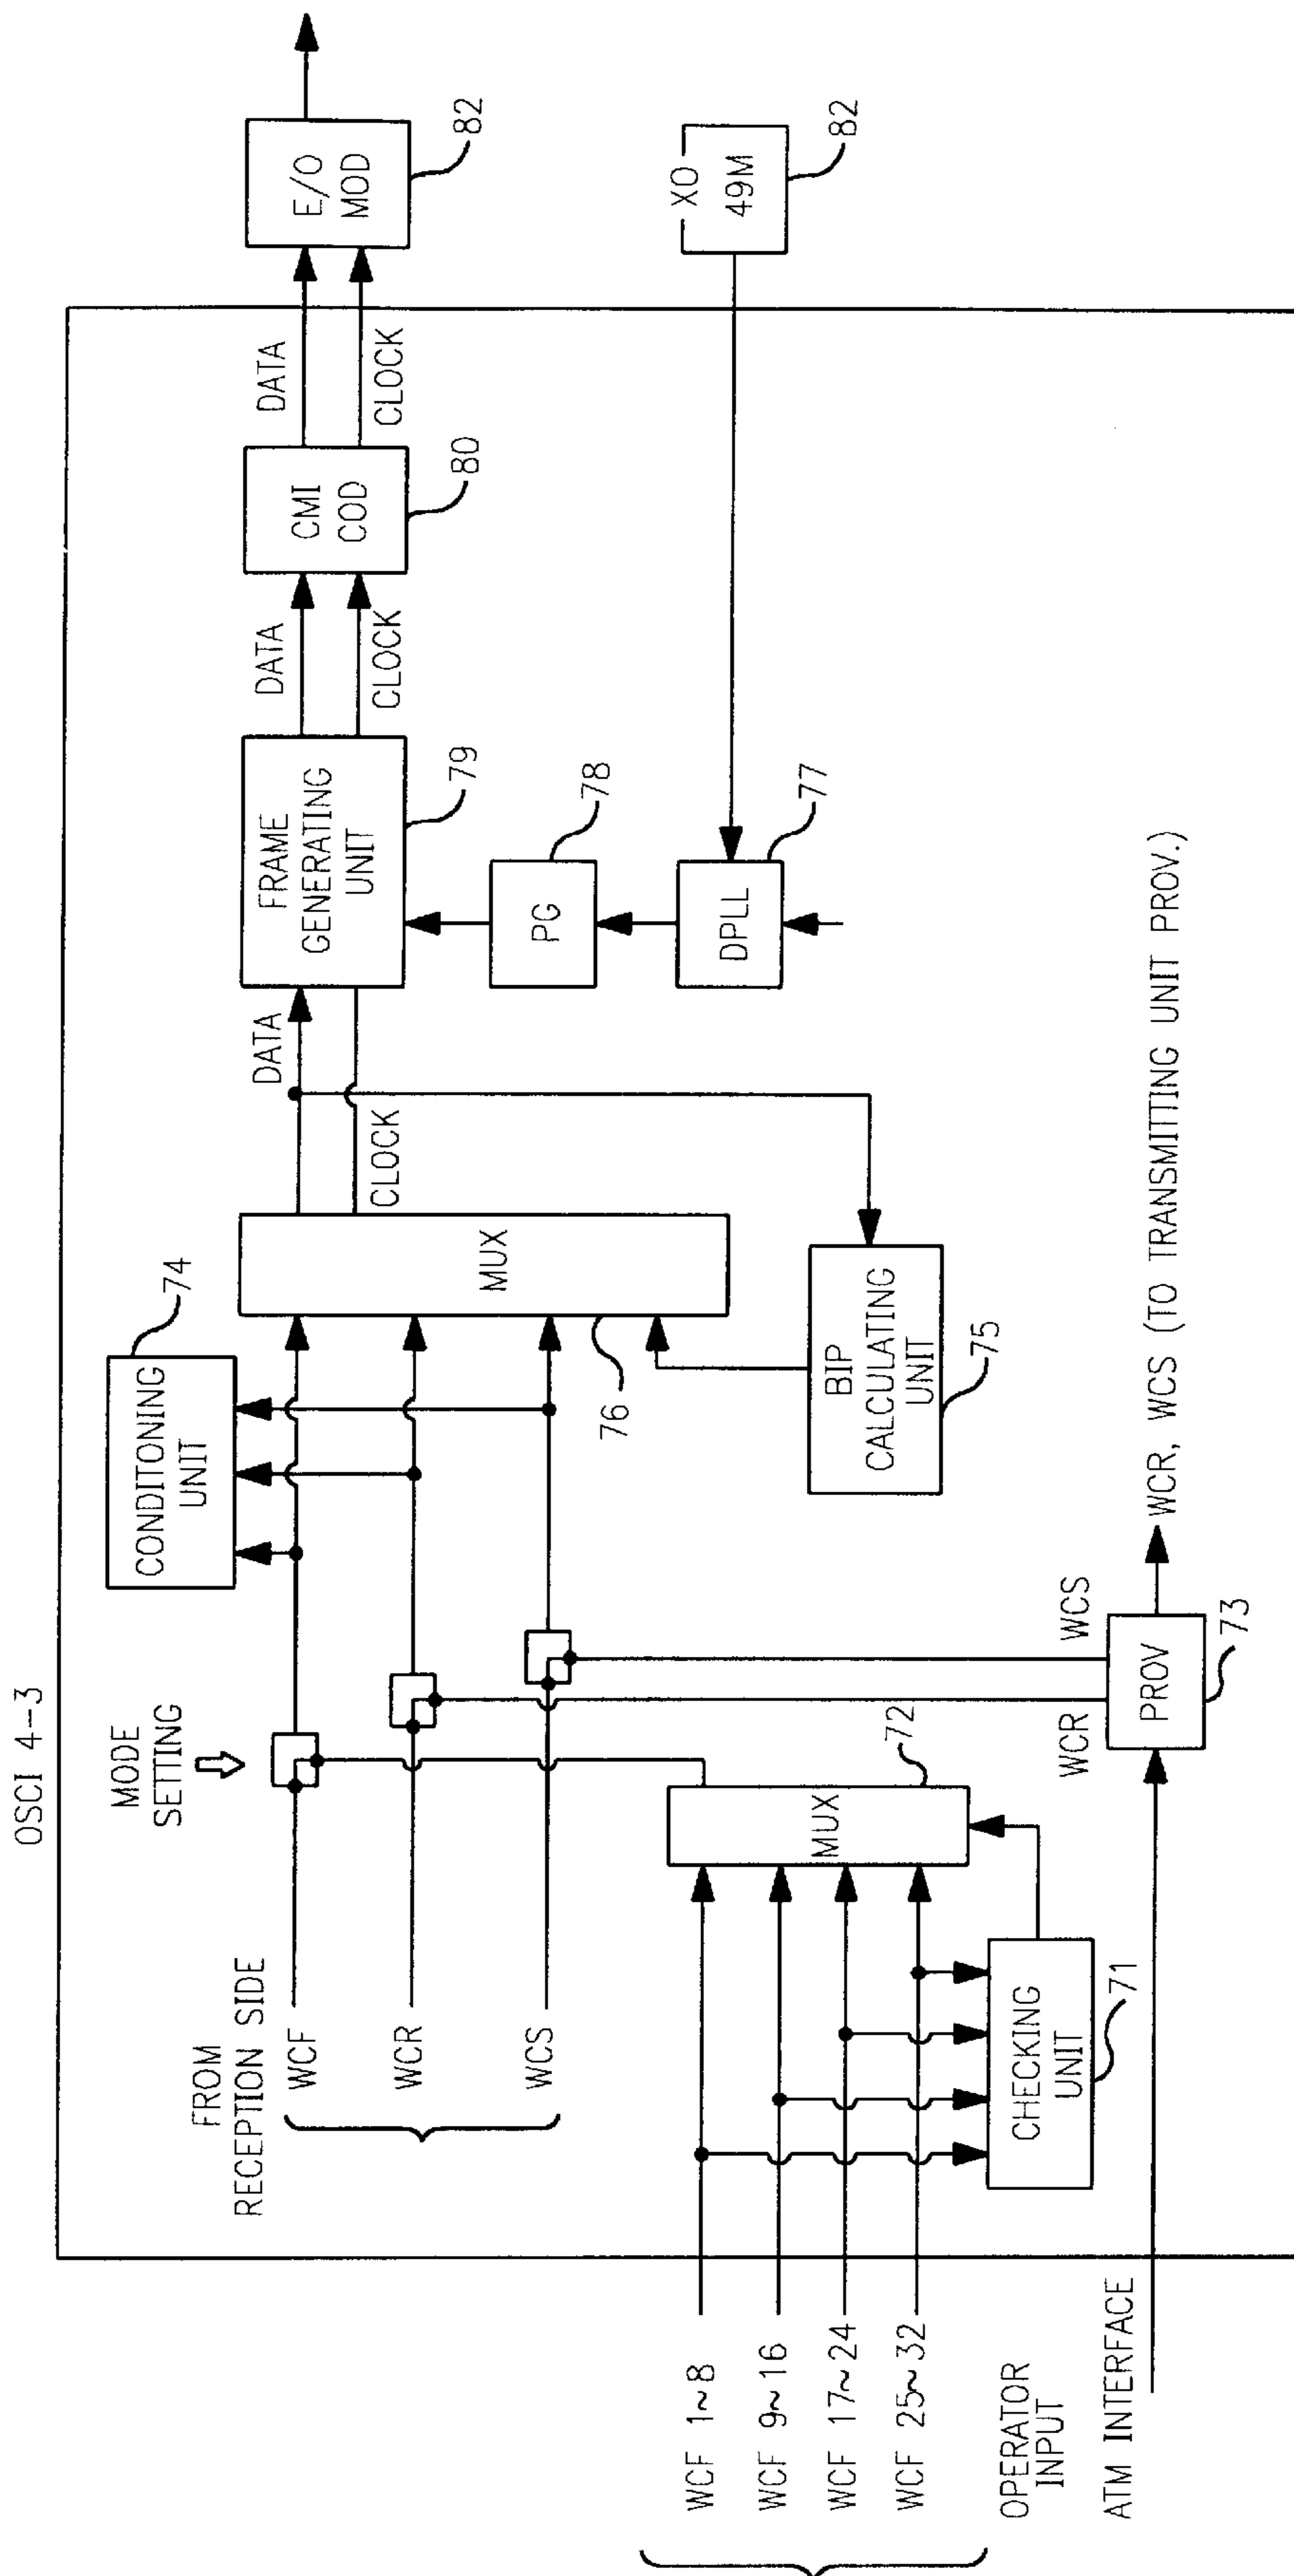 OSCI 4-3
MODE
SETTING
FROM
RECEPTION SIDE
WCF
WCR
WCS
CONDITONING
UNIT
74
MUX
76
DATA
CLOCK
FRAME
GENERATING
UNIT
79
DATA
CLOCK
CMI
COD
80
DATA
CLOCK
E/O
MOD
82
XO
49M
82
PG
78
DPLL
77
BIP
CALCULATING
UNIT
75
WCF 1~8
WCF 9~16
WCF 17~24
WCF 25~32
OPERATOR
INPUT
MUX
72
CHECKING
UNIT
71
ATM INTERFACE
WCR
WCS
PROV
73
WCR, WCS (TO TRANSMITTING UNIT PROV.)